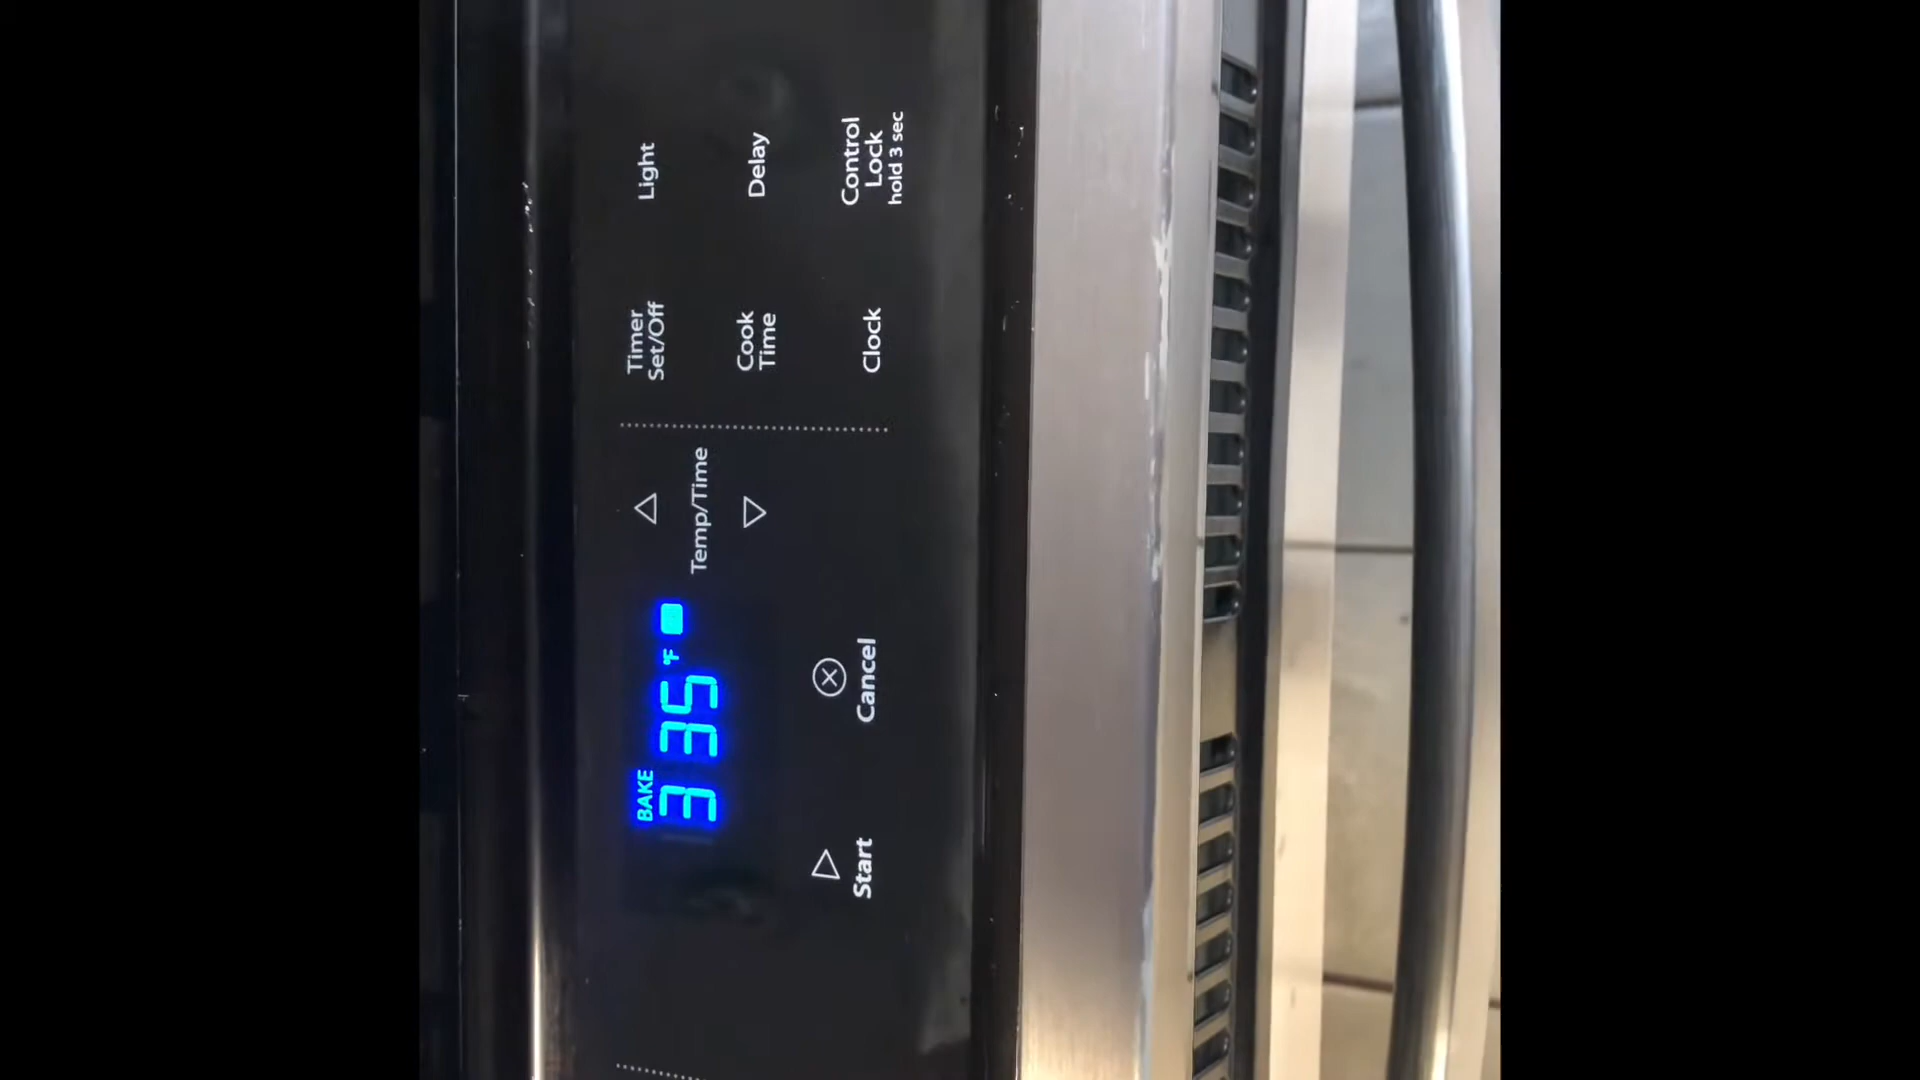 BAKE
335 °F
Start
Cancel
Temp/Time
Timer
Set/Off
Light
Cook
Time
Delay
Clock
Control
Lock
hold 3 sec